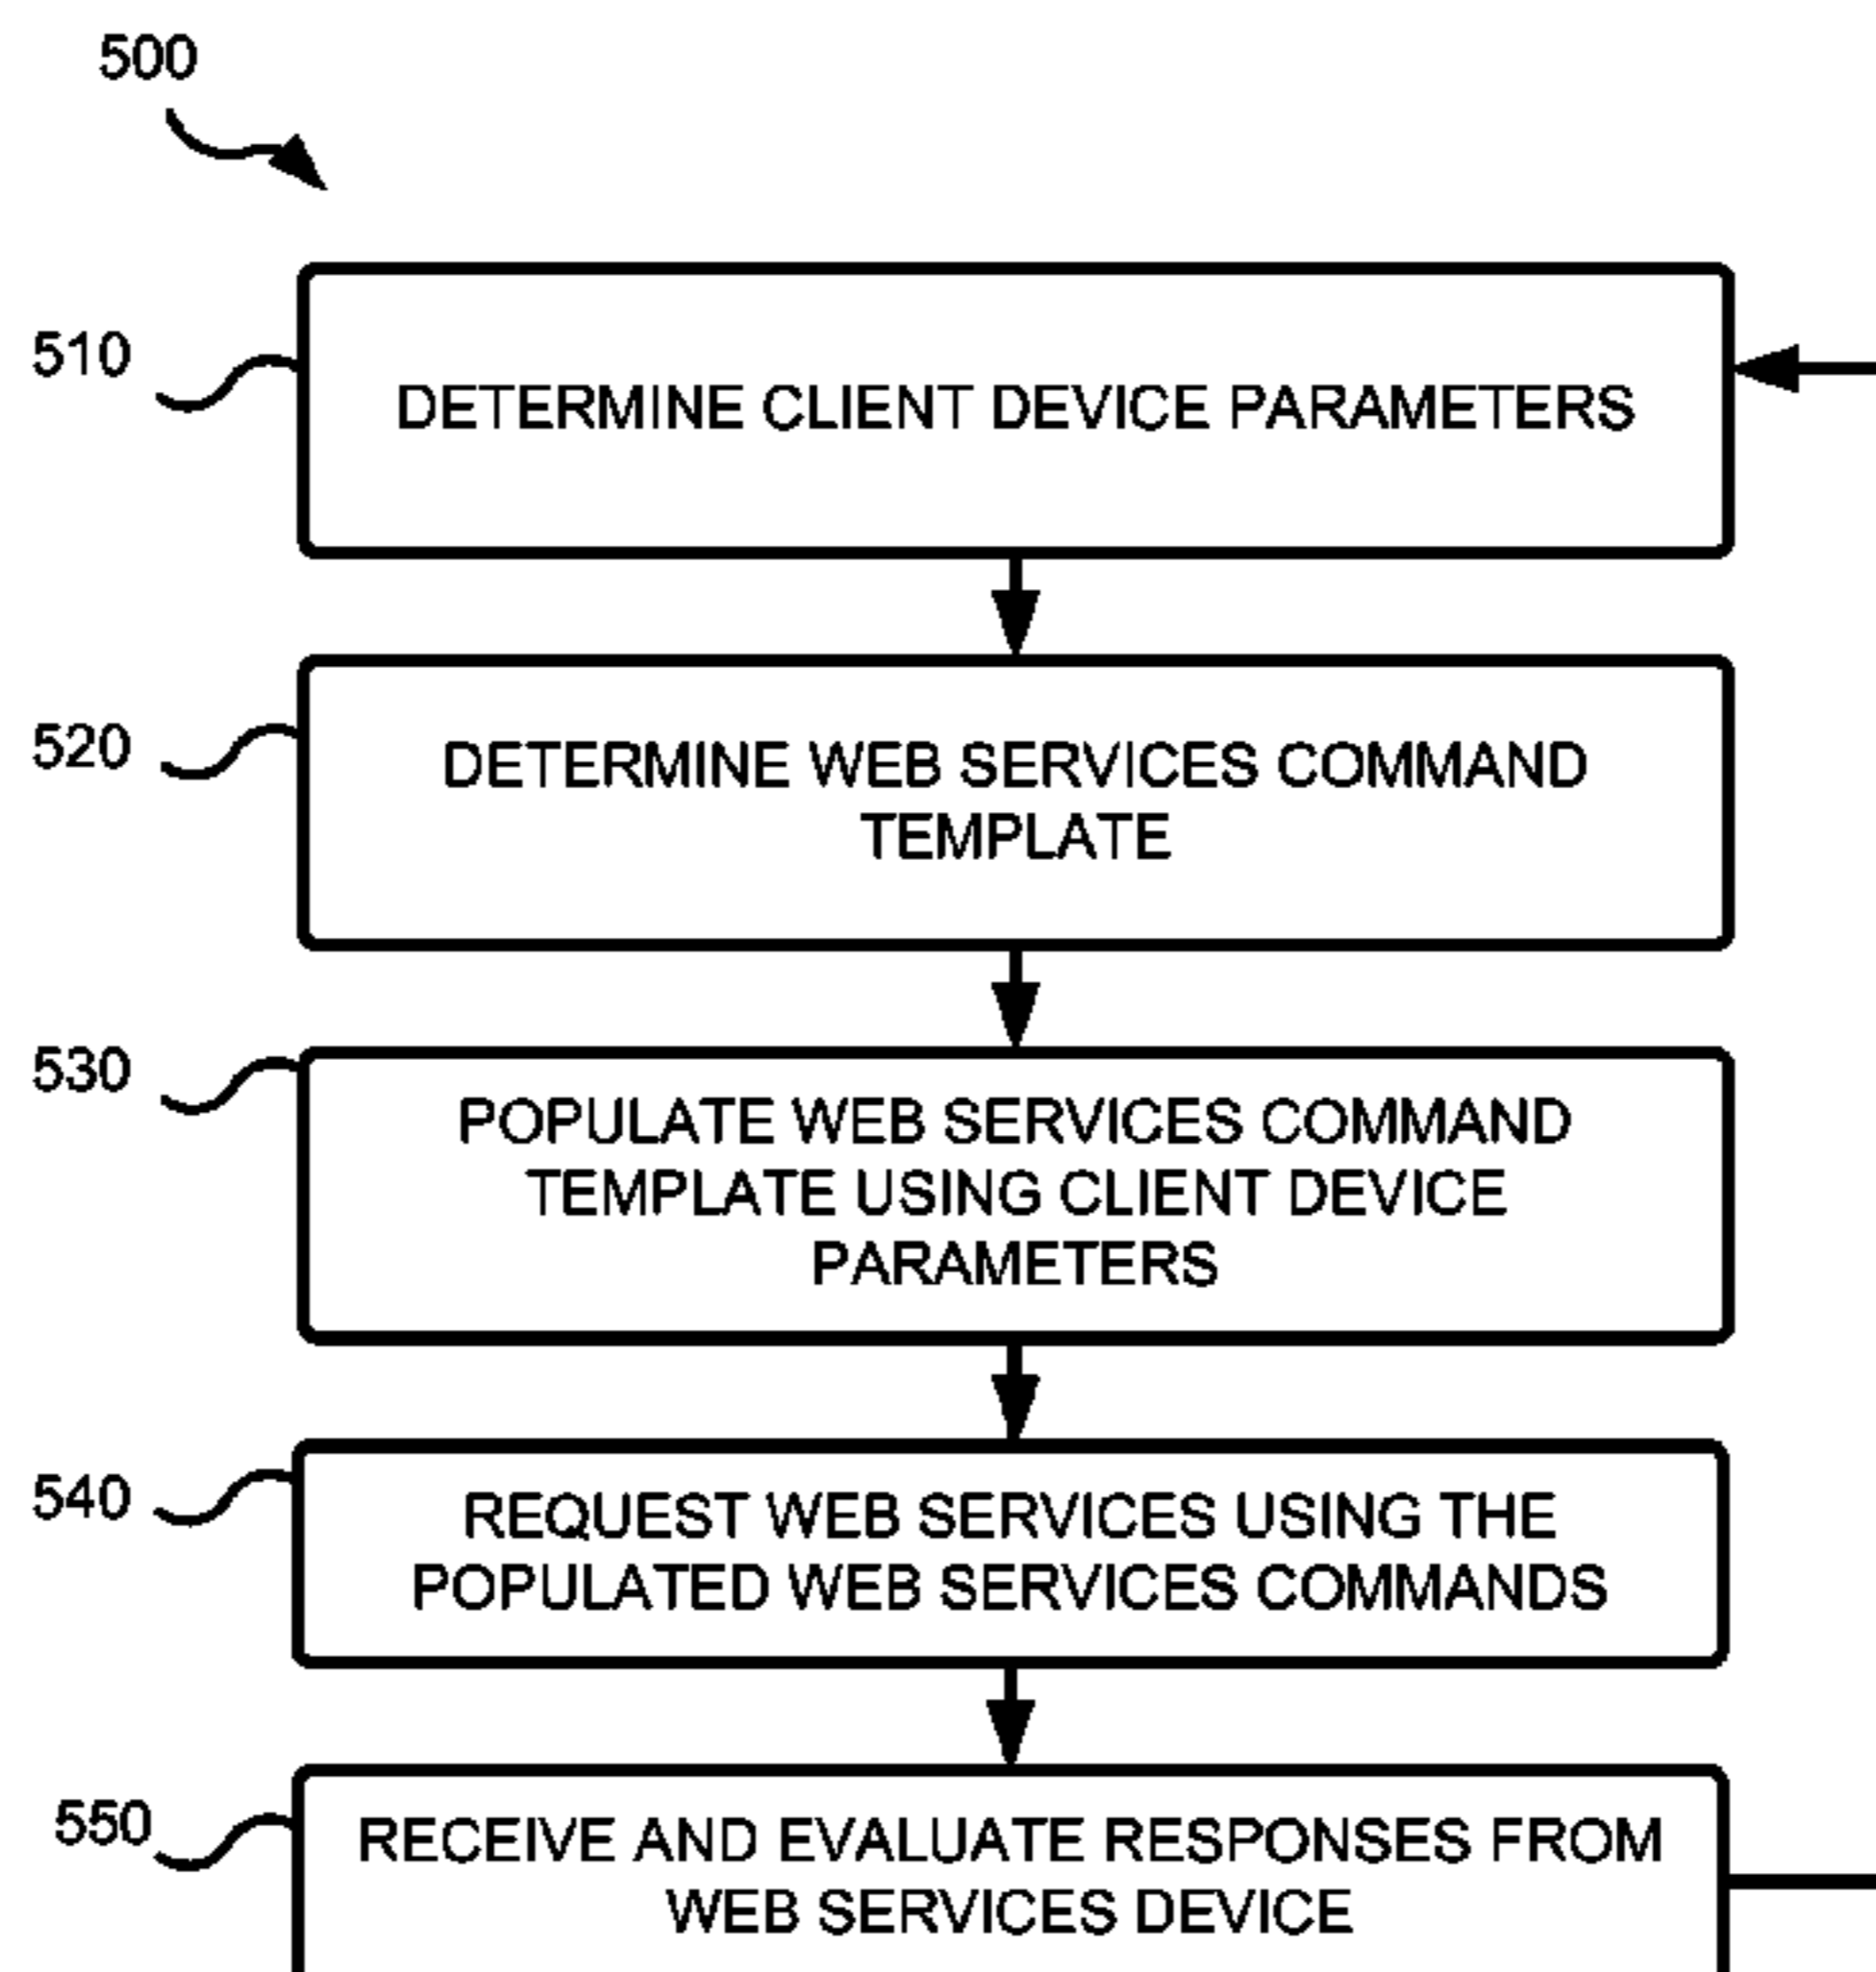 500
510
DETERMINE CLIENT DEVICE PARAMETERS
520
DETERMINE WEB SERVICES COMMAND
TEMPLATE
530
POPULATE WEB SERVICES COMMAND
TEMPLATE USING CLIENT DEVICE
PARAMETERS
540
REQUEST WEB SERVICES USING THE
POPULATED WEB SERVICES COMMANDS
550
RECEIVE AND EVALUATE RESPONSES FROM
WEB SERVICES DEVICE